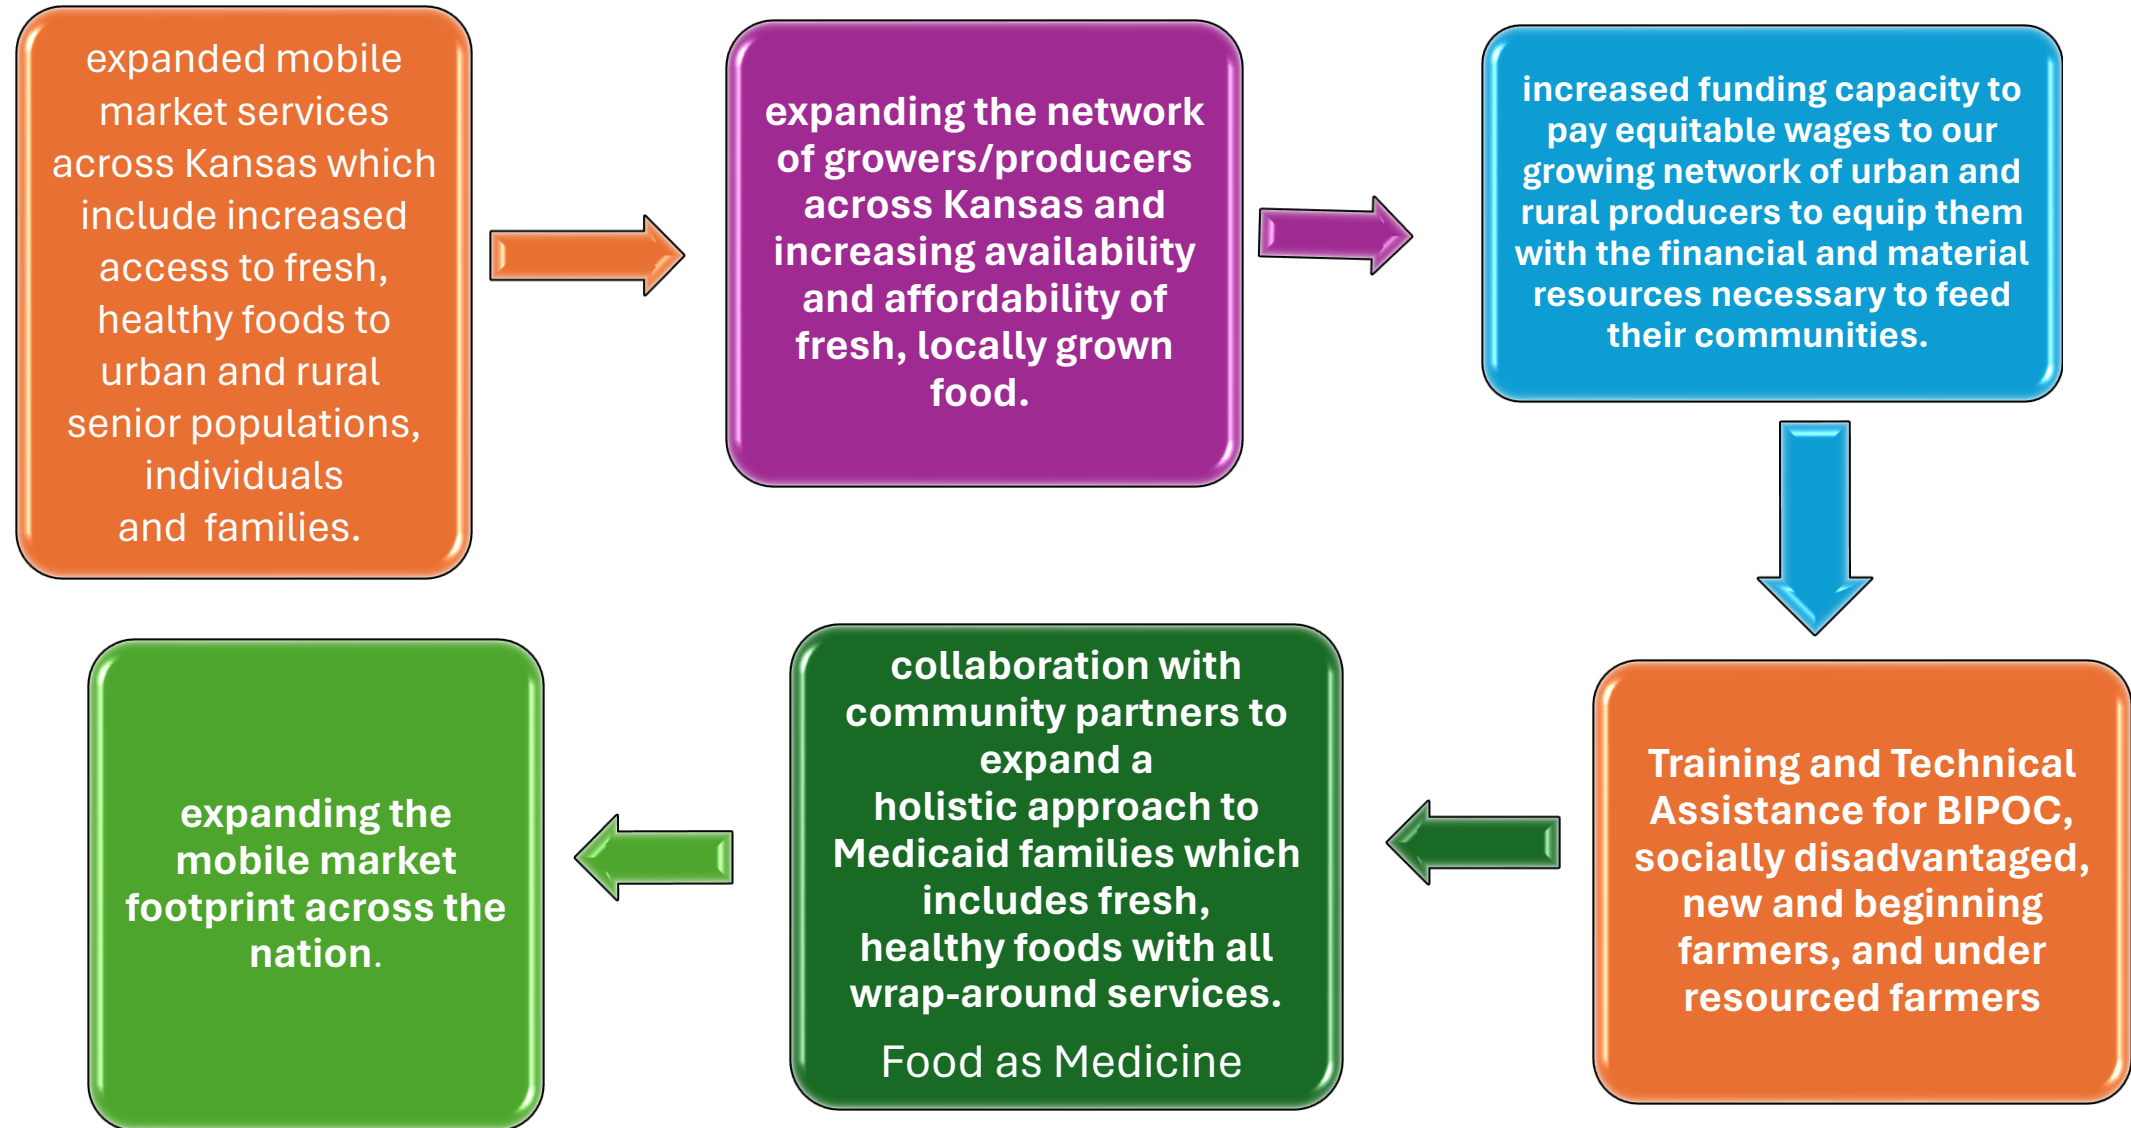 expanded mobile
market services
across Kansas which
include increased
access to fresh,
healthy foods to
urban and rural
senior populations,
individuals
and  families.
expanding the network
of growers/producers
across Kansas and
increasing availability
and affordability of
fresh, locally grown
food.
increased funding capacity to
pay equitable wages to our
growing network of urban and
rural producers to equip them
with the financial and material
resources necessary to feed
their communities.
Training and Technical
Assistance for BIPOC,
socially disadvantaged,
new and beginning
farmers, and under
resourced farmers
collaboration with
community partners to
expand a
holistic approach to
Medicaid families which
includes fresh,
healthy foods with all
wrap-around services.
Food as Medicine
expanding the
mobile market
footprint across the
nation.